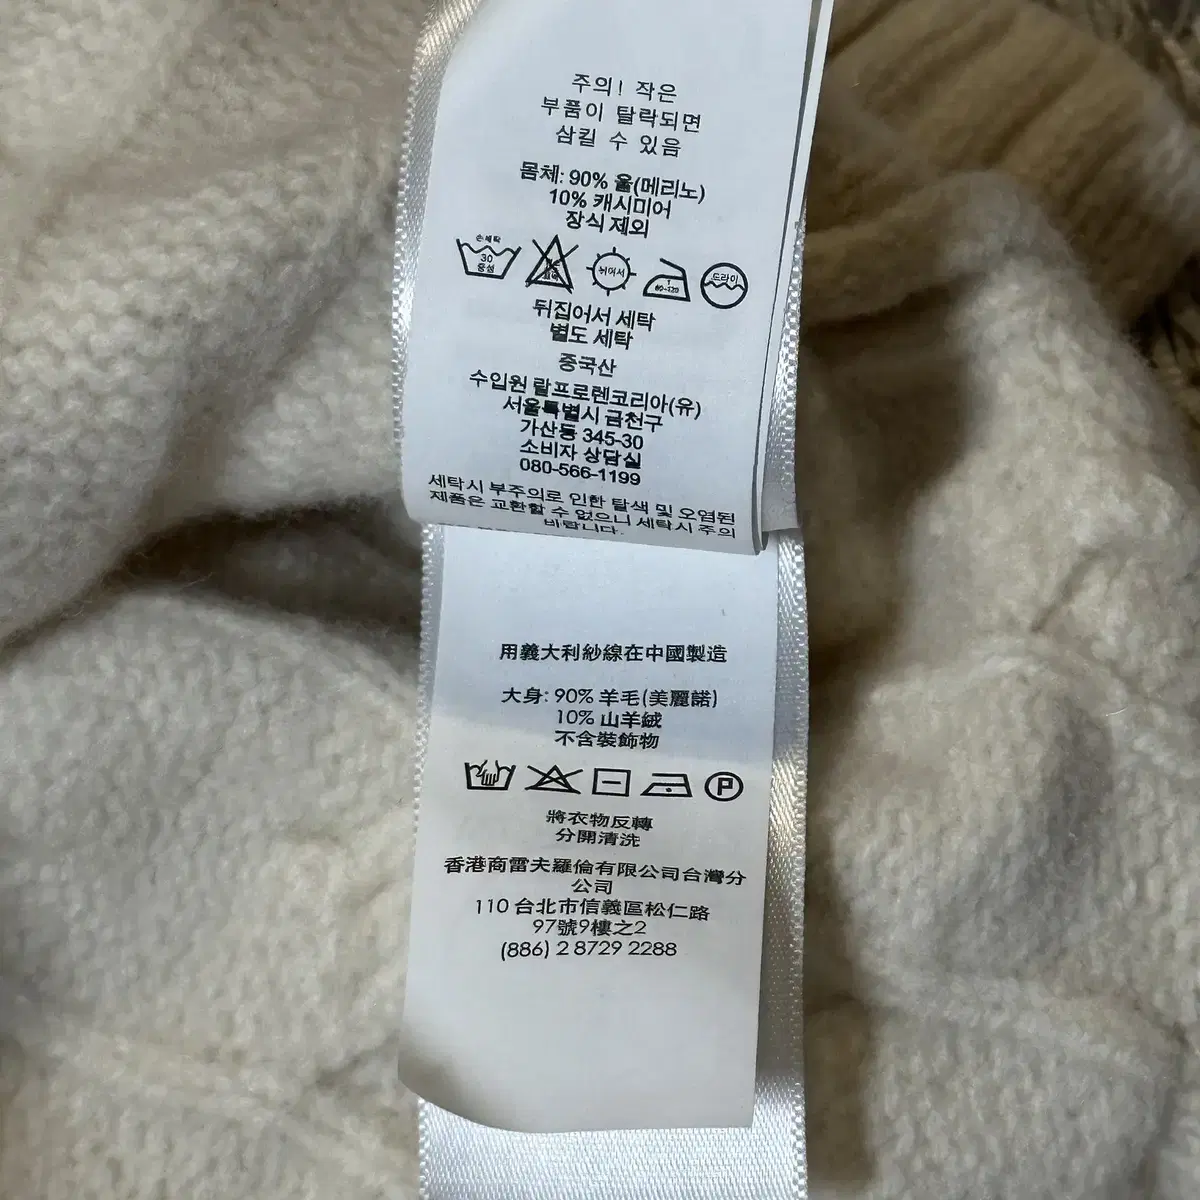 주의! 작은
부품이 탈락되면
삼킬 수 있음
몸체: 90% 울(메리노)
10% 캐시미어
장식 제외
손세탁
30
중성
뉘어서
드라이
80-120
뒤집어서 세탁
별도 세탁
중국산
수입원 랄프로렌코리아(유)
서울특별시 금천구
가산동 345-30
소비자 상담실
080-566-1199
세탁시 부주의로 인한 탈색 및 오염된
제품은 교환할 수 없으니 세탁시 주의
바랍니다.
用義大利紗線在中國製造
大身: 90% 羊毛(美麗諾)
10% 山羊絨
不含裝飾物
P
將衣物反轉
分開清洗
香港商雷夫羅倫有限公司台灣分
公司
110 台北市信義區松仁路
97號9樓之2
(886) 2 8729 2288